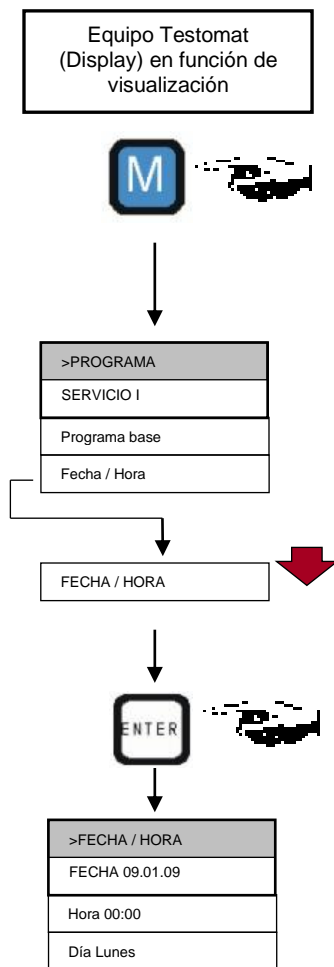 Equipo Testomat
(Display) en función de
visualización
M
>PROGRAMA
SERVICIO I
Programa base
Fecha / Hora
FECHA / HORA
ENTER
>FECHA / HORA
FECHA 09.01.09
Hora 00:00
Día Lunes